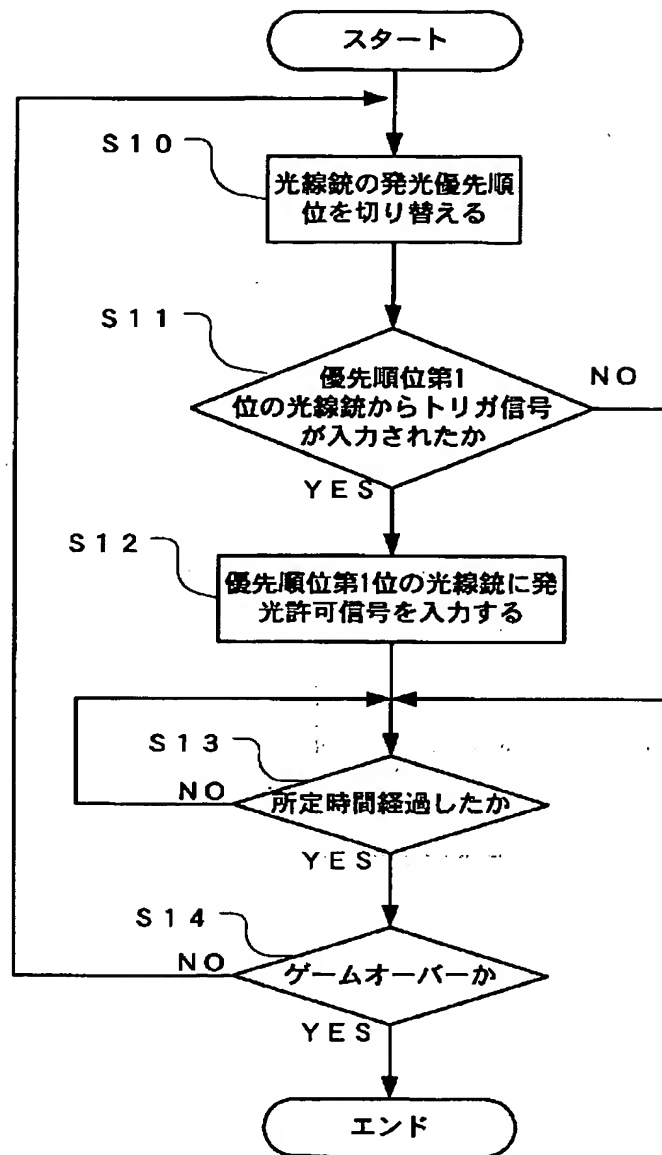 スタート
S10
光線銃の発光優先順
位を切り替える
S11
優先順位第1
位の光線銃からトリガ信号
が入力されたか
NO
YES
S12
優先順位第1位の光線銃に発
光許可信号を入力する
S13
NO
所定時間経過したか
YES
S14
NO
ゲームオーバーか
YES
エンド